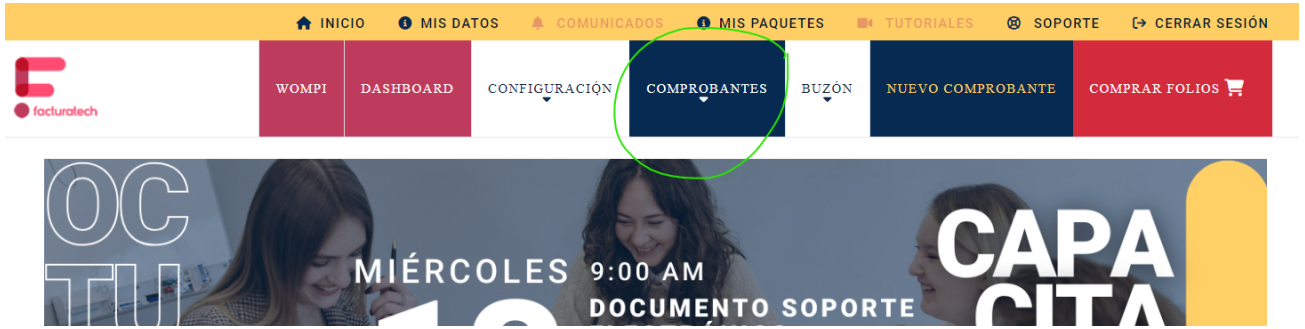 INICIO MIS DATOS COMUNICADOS MIS PAQUETES TUTORIALES SOPORTE CERRAR SESIÓN
facturatech
WOMPI DASHBOARD CONFIGURACIÓN COMPROBANTES BUZÓN NUEVO COMPROBANTE COMPRAR FOLIOS
OC
TU
MIÉRCOLES 9:00 AM
DOCUMENTO SOPORTE
CAPA
CITA